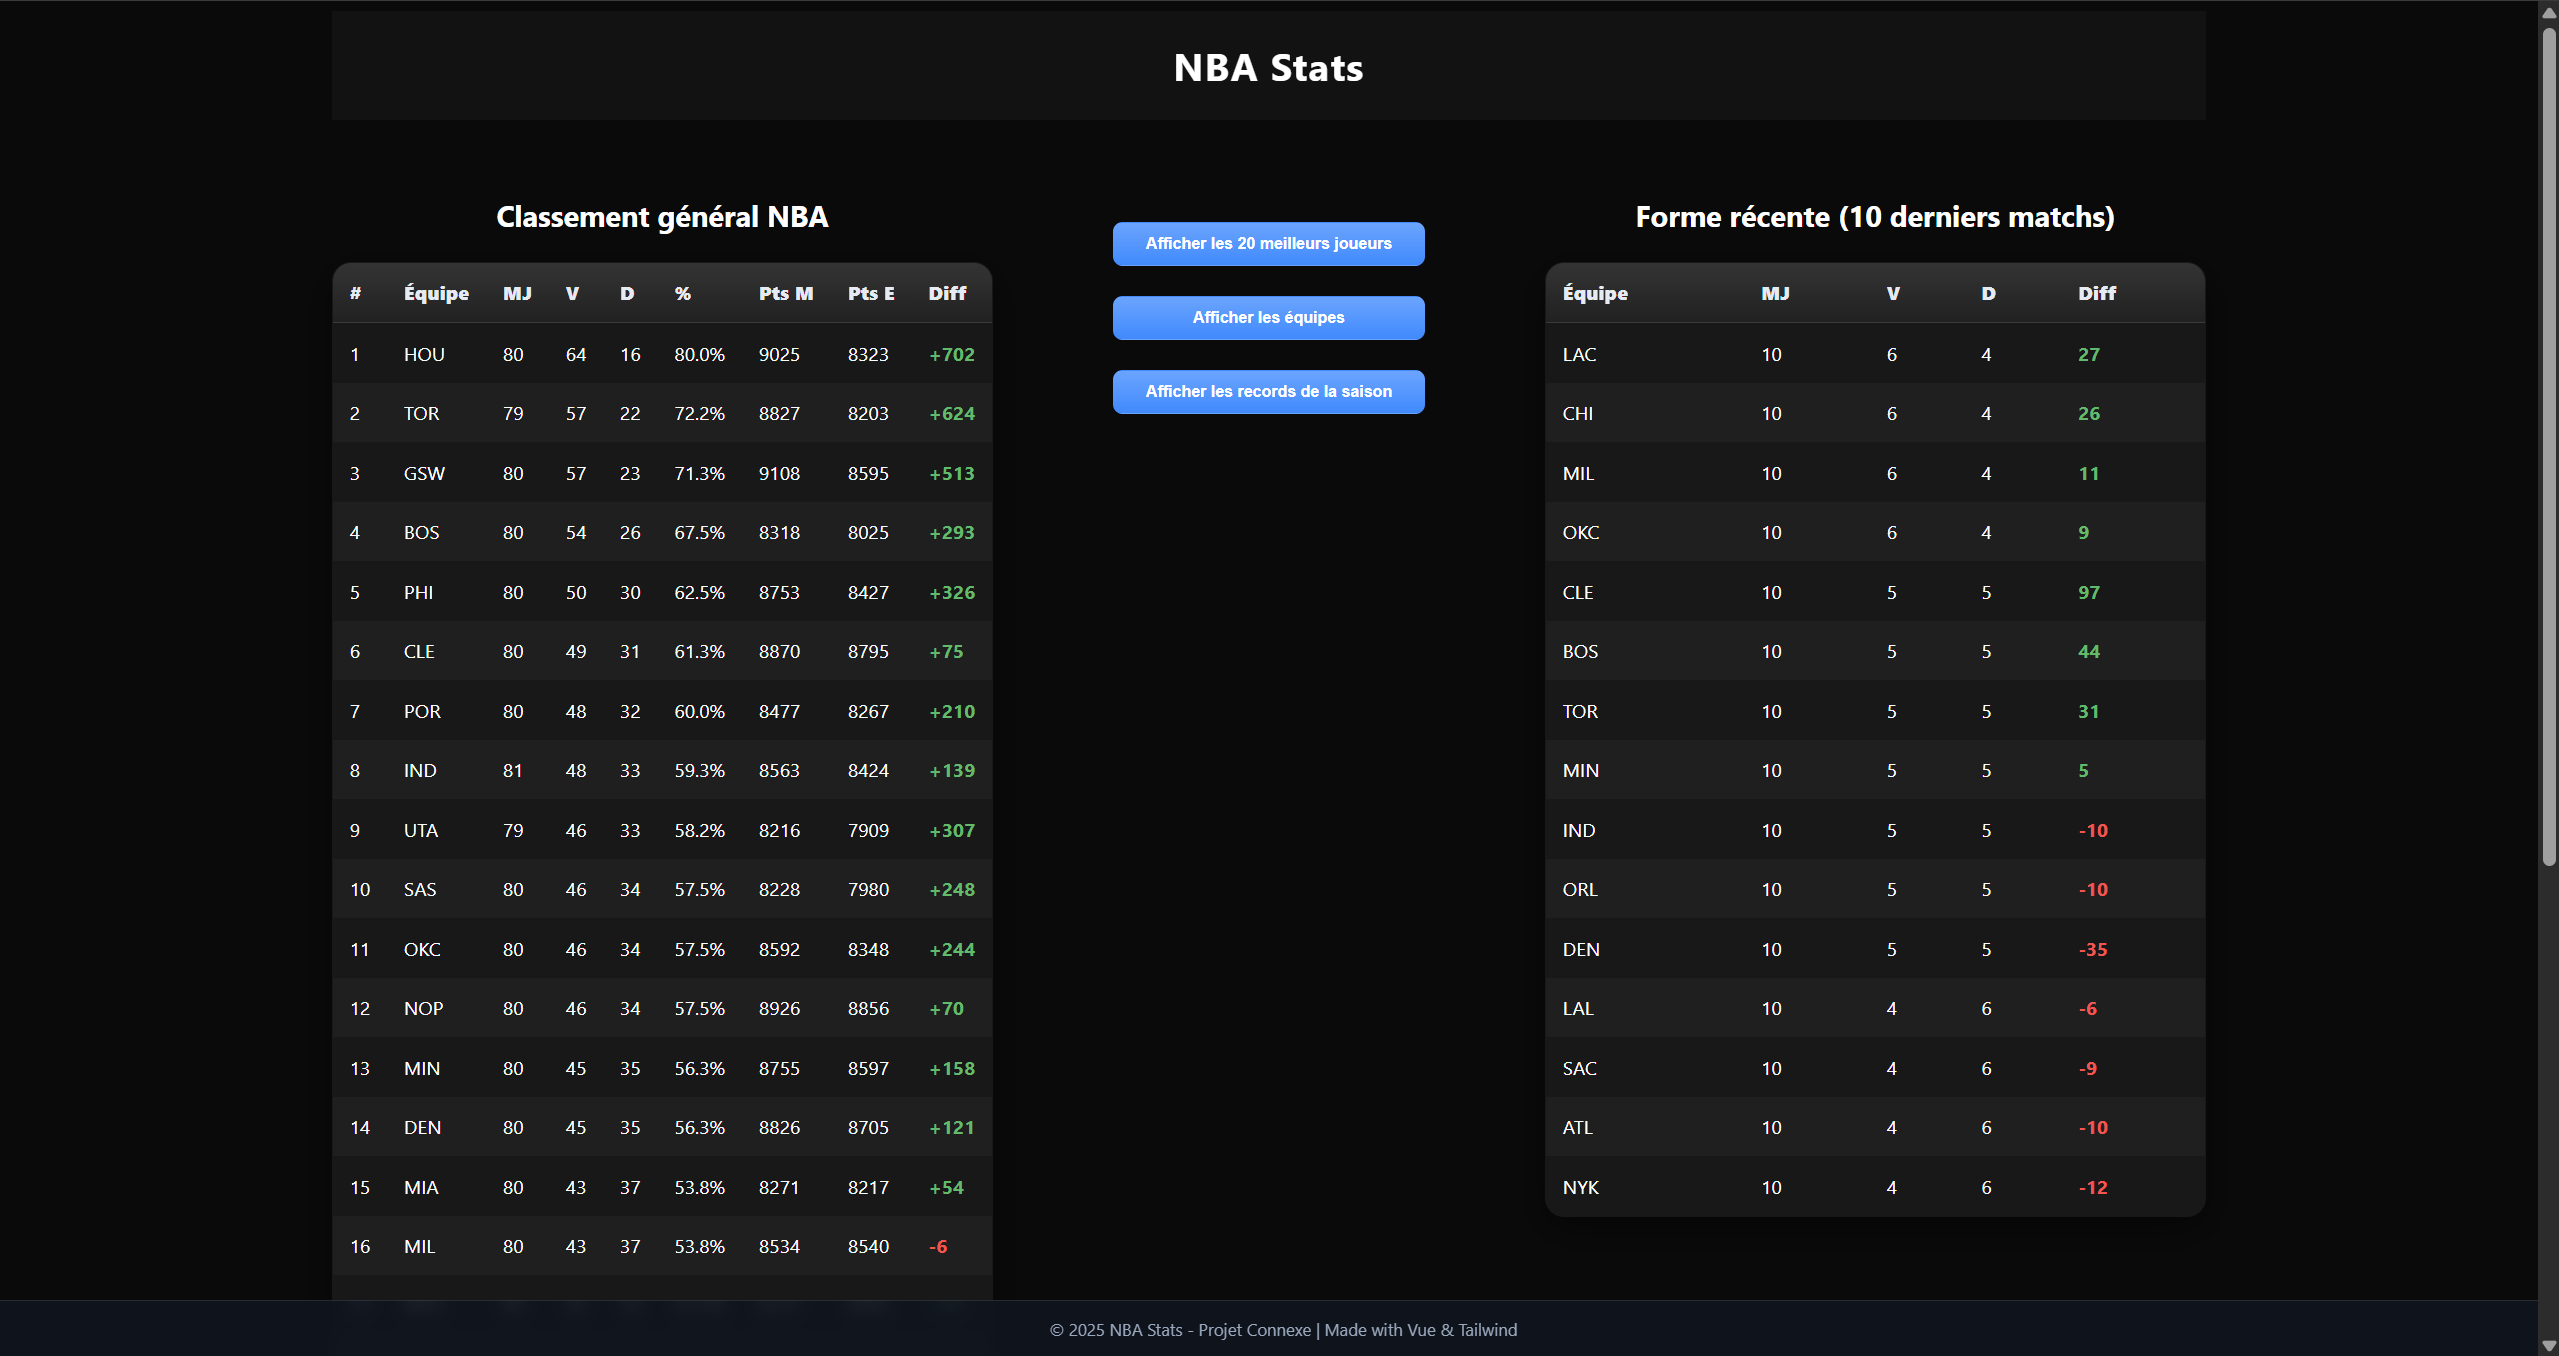 NBA Stats
Classement général NBA
# Équipe MJ V D % Pts M Pts E Diff
1 HOU 80 64 16 80.0% 9025 8323 +702
2 TOR 79 57 22 72.2% 8827 8203 +624
3 GSW 80 57 23 71.3% 9108 8595 +513
4 BOS 80 54 26 67.5% 8318 8025 +293
5 PHI 80 50 30 62.5% 8753 8427 +326
6 CLE 80 49 31 61.3% 8870 8795 +75
7 POR 80 48 32 60.0% 8477 8267 +210
8 IND 81 48 33 59.3% 8563 8424 +139
9 UTA 79 46 33 58.2% 8216 7909 +307
10 SAS 80 46 34 57.5% 8228 7980 +248
11 OKC 80 46 34 57.5% 8592 8348 +244
12 NOP 80 46 34 57.5% 8926 8856 +70
13 MIN 80 45 35 56.3% 8755 8597 +158
14 DEN 80 45 35 56.3% 8826 8705 +121
15 MIA 80 43 37 53.8% 8271 8217 +54
16 MIL 80 43 37 53.8% 8534 8540 -6
Afficher les 20 meilleurs joueurs
Afficher les équipes
Afficher les records de la saison
Forme récente (10 derniers matchs)
Équipe MJ V D Diff
LAC 10 6 4 27
CHI 10 6 4 26
MIL 10 6 4 11
OKC 10 6 4 9
CLE 10 5 5 97
BOS 10 5 5 44
TOR 10 5 5 31
MIN 10 5 5 5
IND 10 5 5 -10
ORL 10 5 5 -10
DEN 10 5 5 -35
LAL 10 4 6 -6
SAC 10 4 6 -9
ATL 10 4 6 -10
NYK 10 4 6 -12
© 2025 NBA Stats - Projet Connexe | Made with Vue & Tailwind